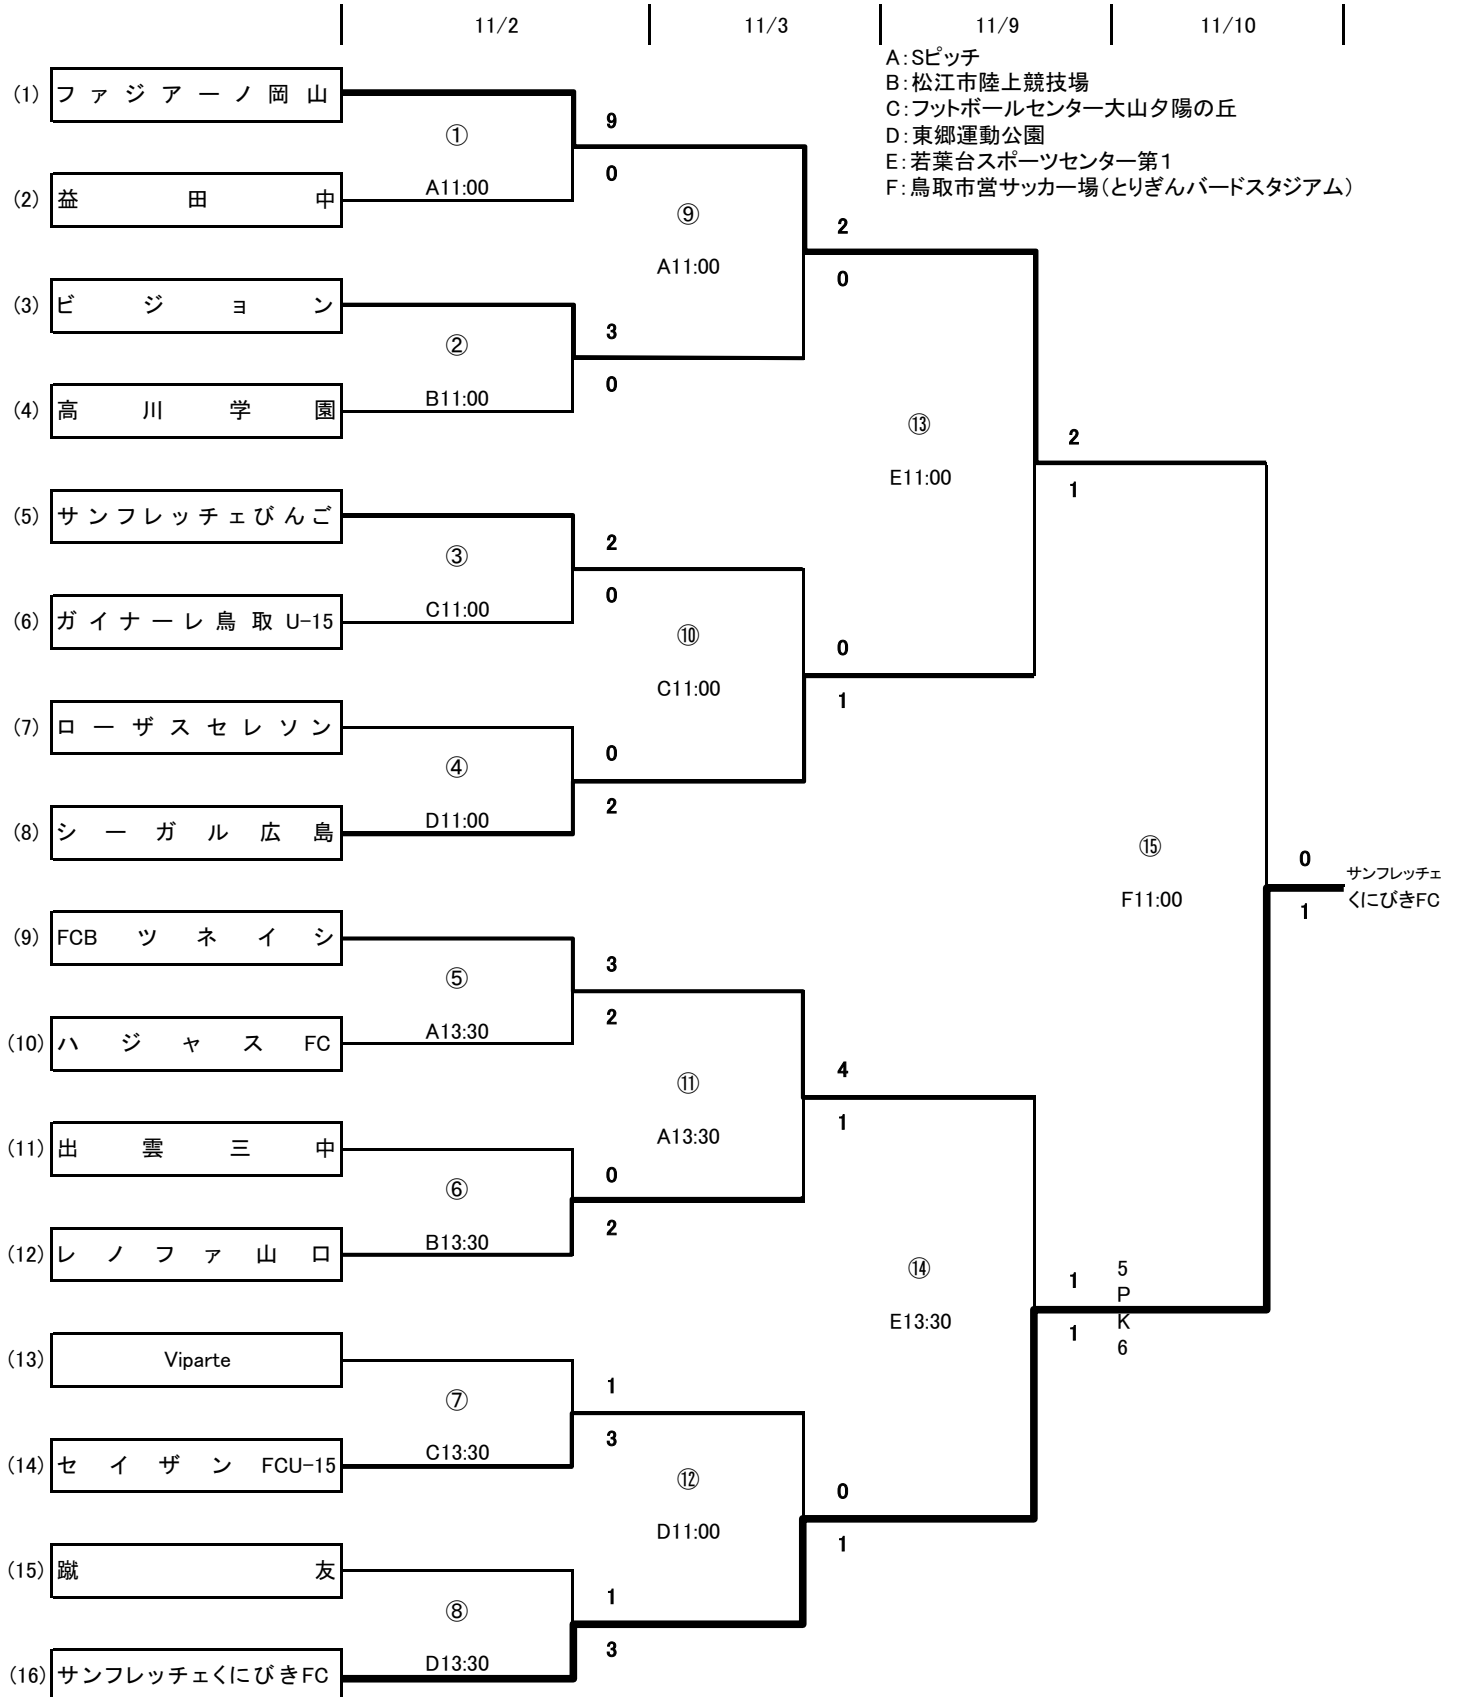 11/2 11/3 11/9 11/10
A:Sピッチ
B:松江市陸上競技場
C:フットボールセンター大山夕陽の丘
D:東郷運動公園
E:若葉台スポーツセンター第1
F:鳥取市営サッカー場(とりぎんバードスタジアム)
(1) ファジアーノ岡山
① 9
A11:00 0
(2) 益田中
⑨ 2
A11:00 0
(3) ビジョン
② 3
B11:00 0
(4) 高川学園
⑬ 2
E11:00 1
(5) サンフレッチェびんご
③ 2
C11:00 0
(6) ガイナーレ鳥取U-15
⑩ 0
C11:00 1
(7) ローザスセレソン
④ 0
D11:00 2
(8) シーガル広島
⑮ 0
F11:00 1
サンフレッチェ
くにびきFC
(9) FCBツネイシ
⑤ 3
A13:30 2
(10) ハジャスFC
⑪ 4
A13:30 1
(11) 出雲三中
⑥ 0
B13:30 2
(12) レノファ山口
⑭ 1 5
P
K
E13:30 1 6
(13) Viparte
⑦ 1
C13:30 3
(14) セイザンFCU-15
⑫ 0
D11:00 1
(15) 蹴友
⑧ 1
D13:30 3
(16) サンフレッチェくにびきFC